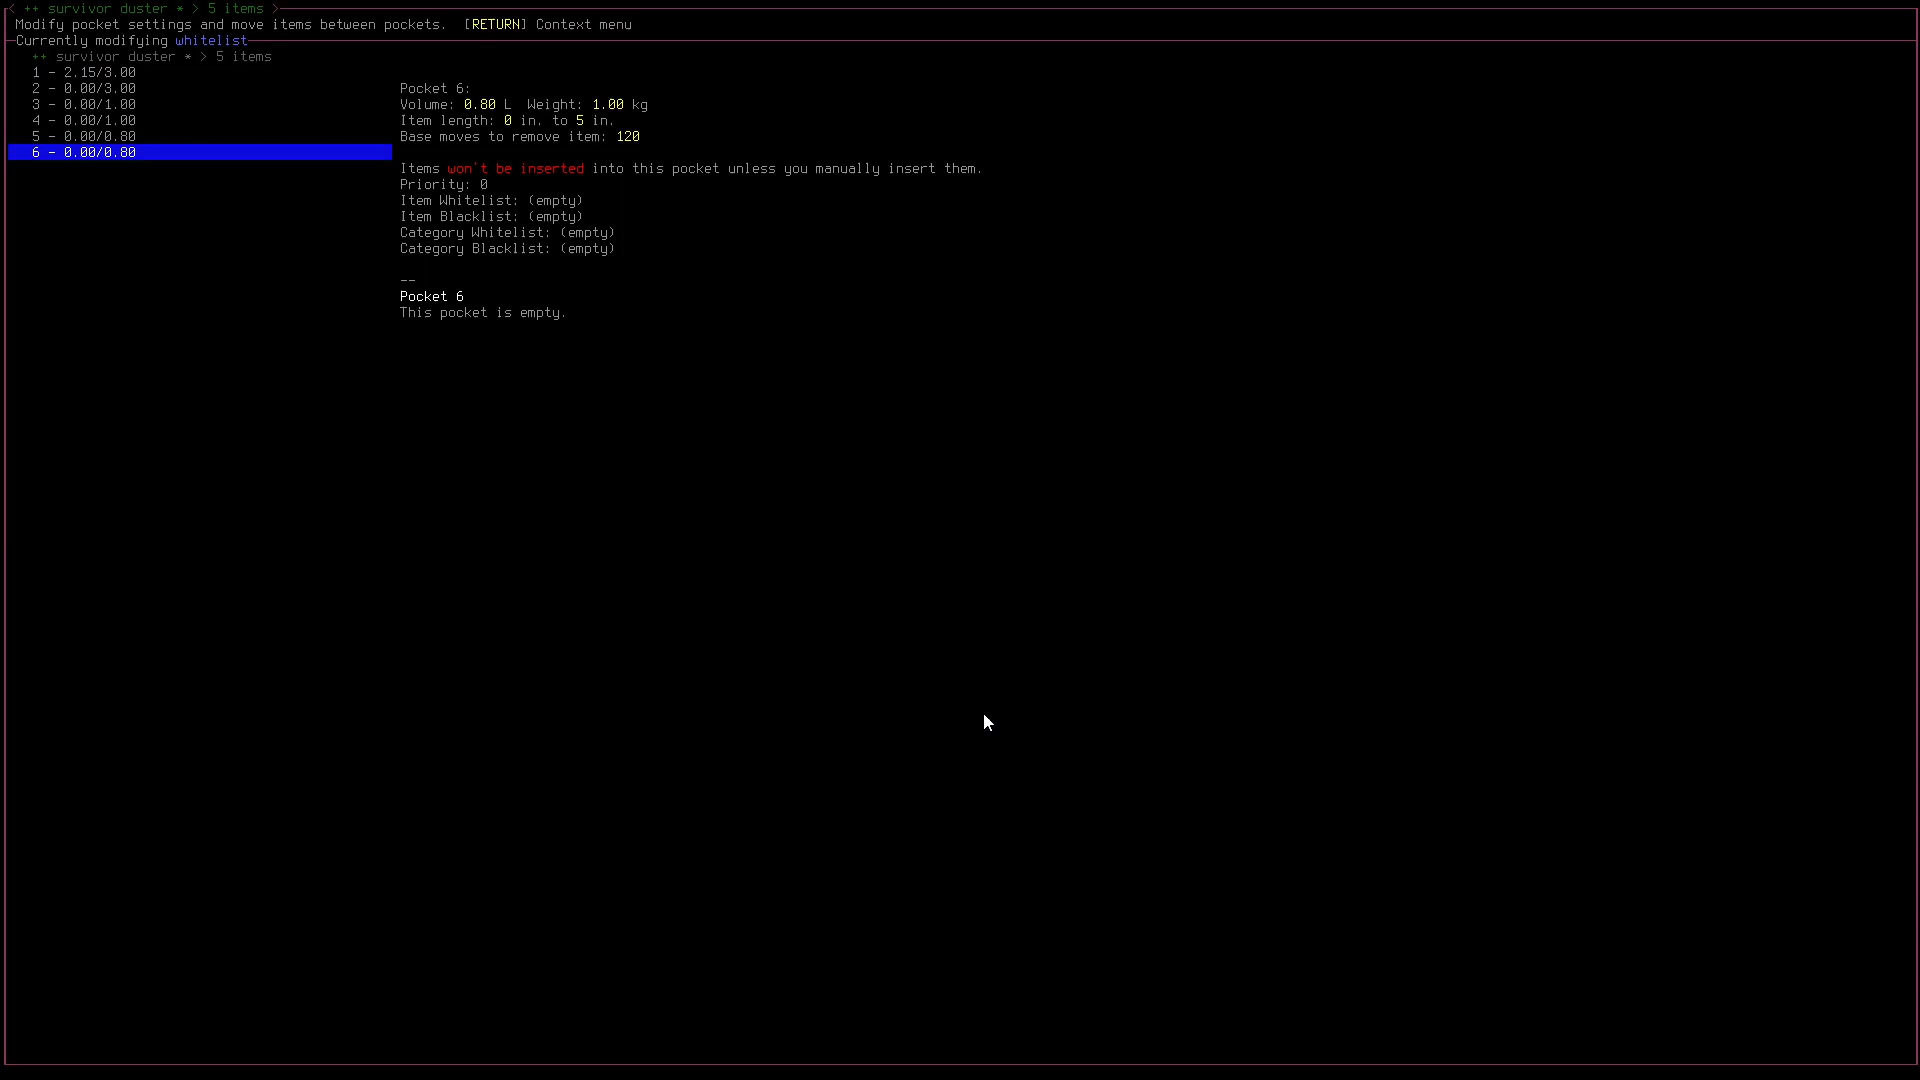 < ++ survivor duster * > 5 items >
Modify pocket settings and move items between pockets.  [RETURN] Context menu
Currently modifying whitelist
++ survivor duster * > 5 items
1 - 2.15/3.00
2 - 0.00/3.00
3 - 0.00/1.00
4 - 0.00/1.00
5 - 0.00/0.80
6 - 0.00/0.80
Pocket 6:
Volume: 0.80 L  Weight: 1.00 kg
Item length: 0 in. to 5 in.
Base moves to remove item: 120
Items won't be inserted into this pocket unless you manually insert them.
Priority: 0
Item Whitelist: (empty)
Item Blacklist: (empty)
Category Whitelist: (empty)
Category Blacklist: (empty)
--
Pocket 6
This pocket is empty.